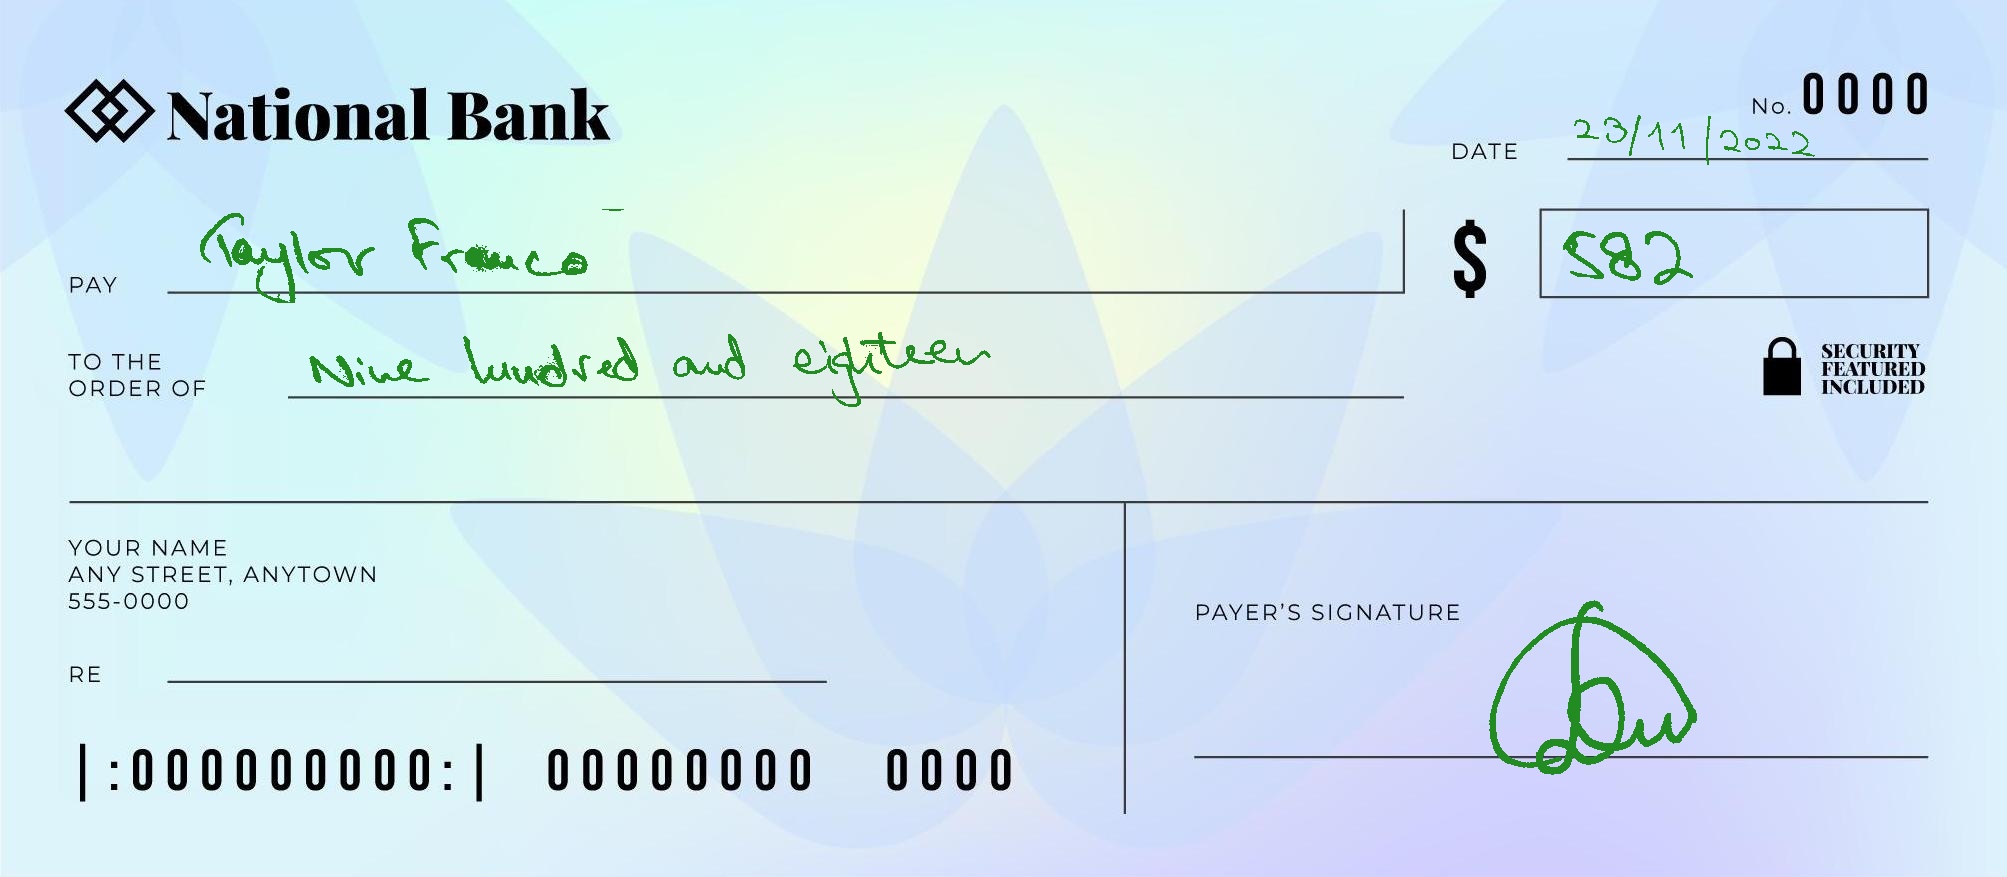 National Bank
No. 0000
DATE 23/11/2022
PAY Taylor Franco
$ 582
TO THE
ORDER OF Nine hundred and eighteen
SECURITY
FEATURED
INCLUDED
YOUR NAME
ANY STREET, ANYTOWN
555-0000
PAYER’S SIGNATURE
RE
|:000000000:| 00000000 0000